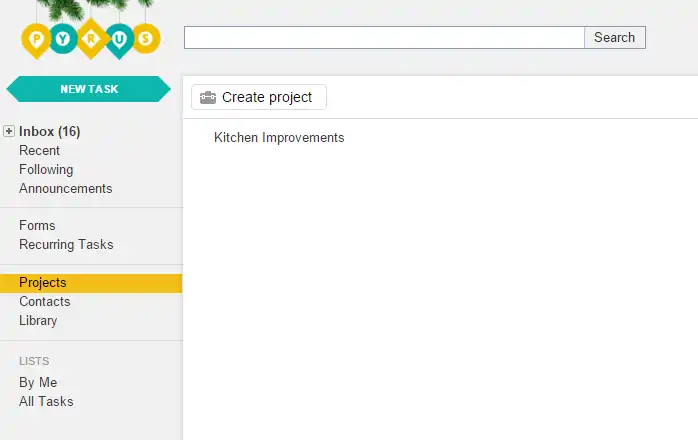 PYRUS
Search
NEW TASK
Create project
Inbox (16)
Recent
Following
Announcements
Kitchen Improvements
Forms
Recurring Tasks
Projects
Contacts
Library
LISTS
By Me
All Tasks